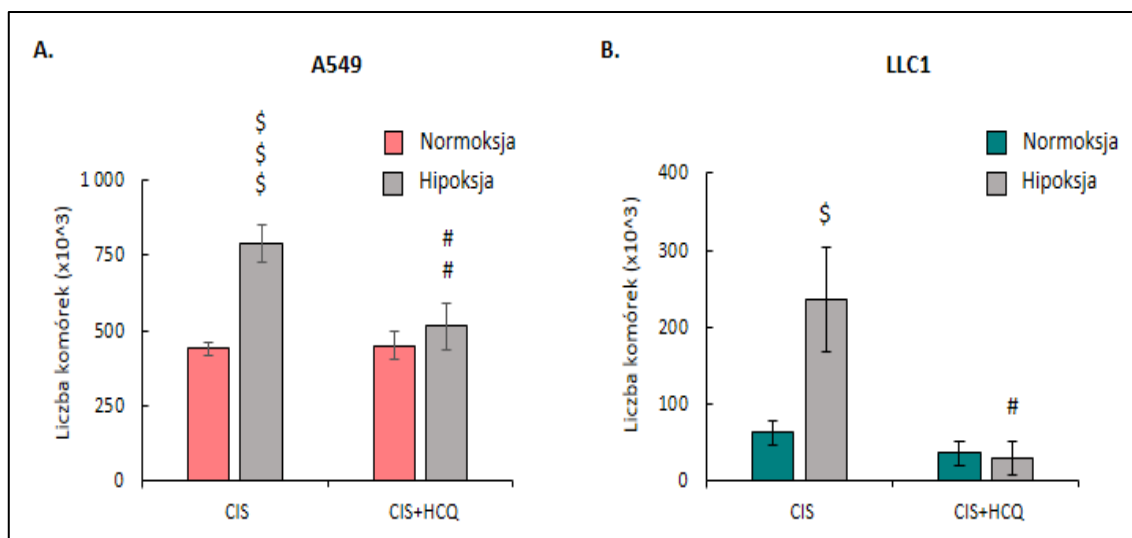 A.
A549
$
$
$
Normoksja
Hipoksja
#
#
Liczba komórek (x10^3)
1 000
750
500
250
0
CIS
CIS+HCQ
B.
LLC1
Normoksja
Hipoksja
$
#
Liczba komórek (x10^3)
400
300
200
100
0
CIS
CIS+HCQ